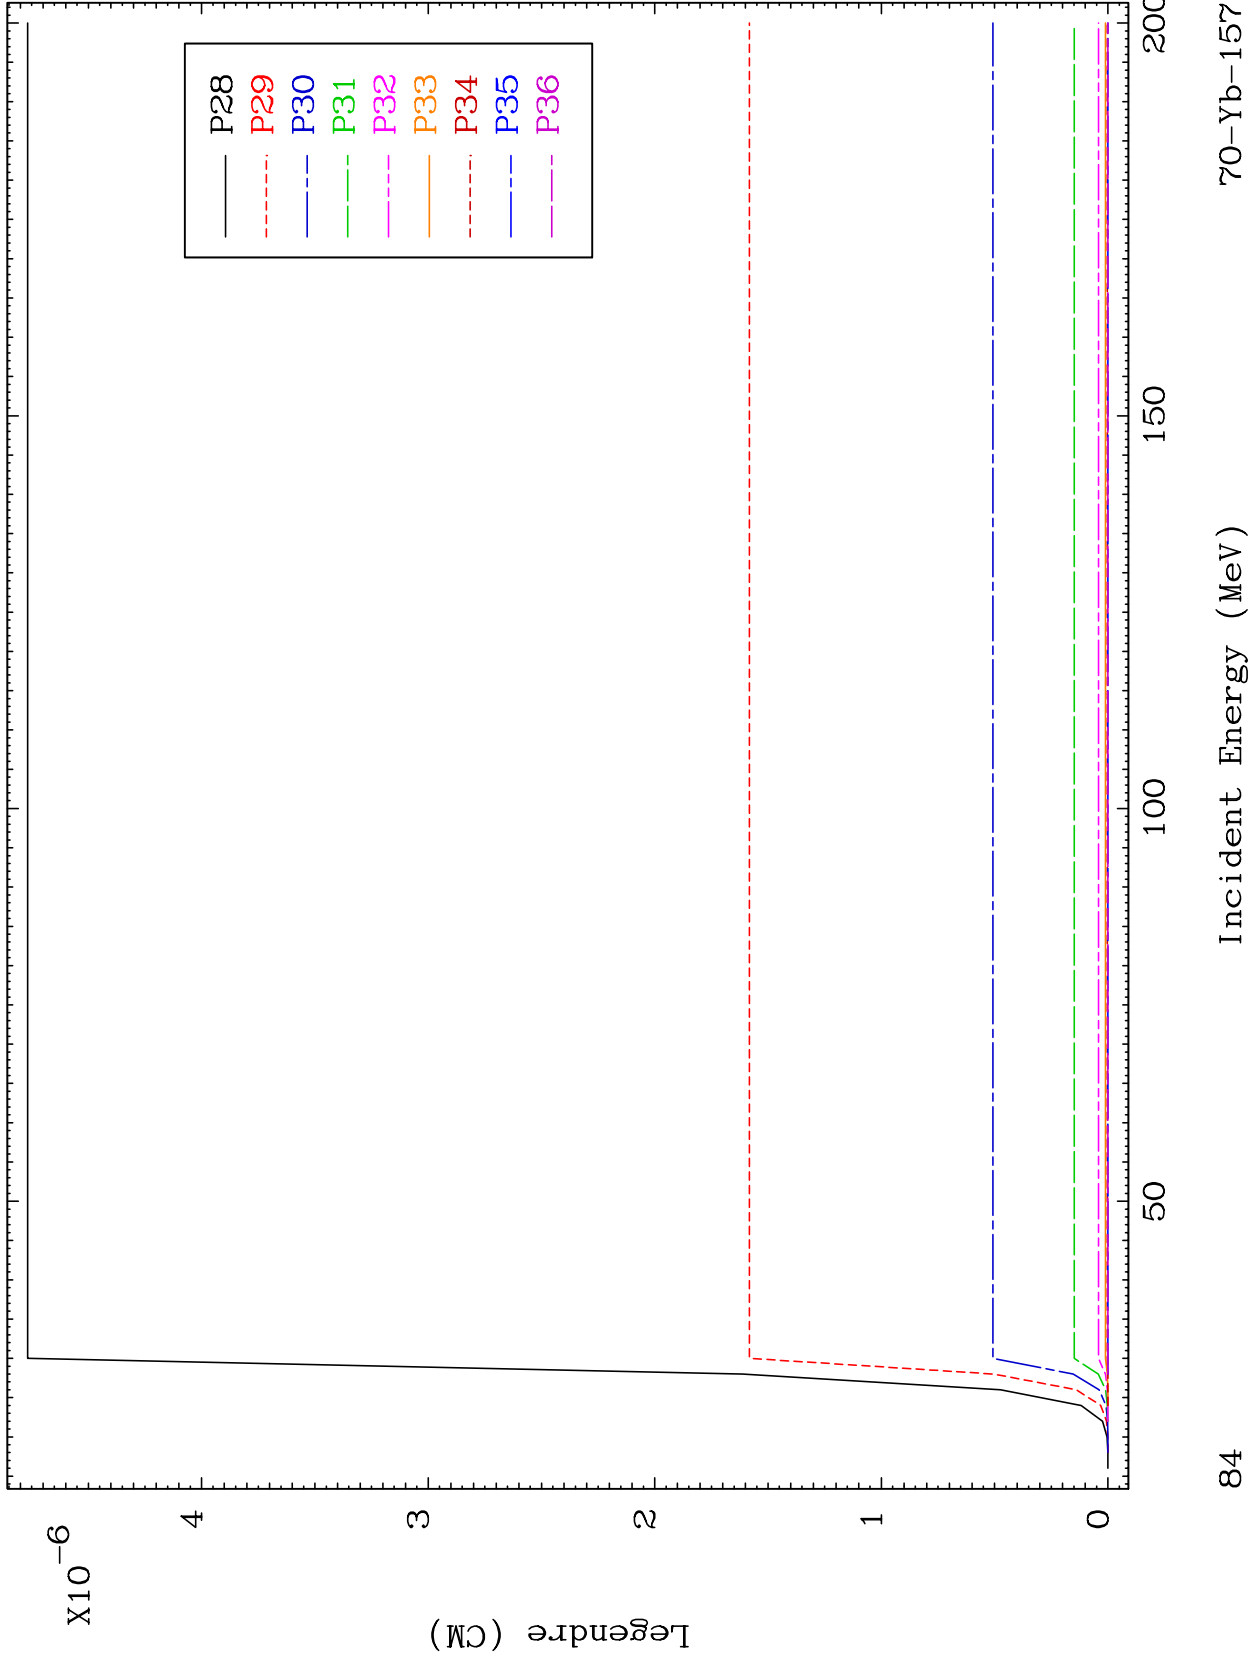 X10-6
4
3
2
1
0
Legendre (CM)
P28
P29
P30
P31
P32
P33
P34
P35
P36
50
100
150
200
Incident Energy (MeV)
84
70-Yb-157